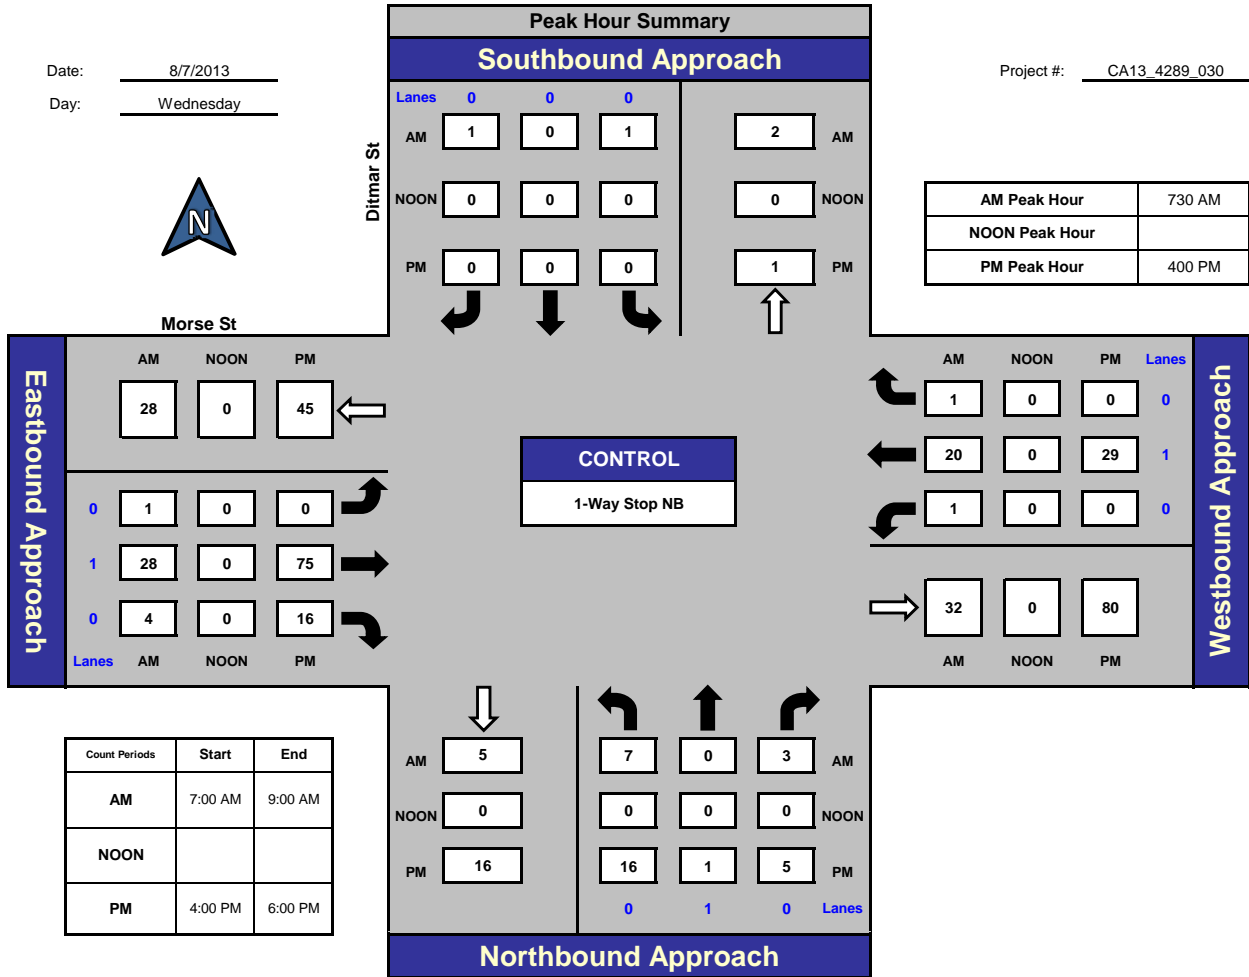 Peak Hour Summary
Southbound Approach
Date: 8/7/2013
Project #: CA13_4289_030
Day: Wednesday
Lanes 0 0 0
AM 1 0 1 2 AM
Ditmar St
N
NOON 0 0 0 0 NOON
PM 0 0 0 1 PM
AM Peak Hour 730 AM
NOON Peak Hour
PM Peak Hour 400 PM
Morse St
Eastbound Approach
AM NOON PM
28 0 45
0 1 0 0
1 28 0 75
0 4 0 16
Lanes AM NOON PM
CONTROL
1-Way Stop NB
AM NOON PM Lanes
1 0 0 0
20 0 29 1
1 0 0 0
32 0 80
AM NOON PM
Westbound Approach
Count Periods Start End
AM 7:00 AM 9:00 AM
NOON
PM 4:00 PM 6:00 PM
AM 5 7 0 3 AM
NOON 0 0 0 0 NOON
PM 16 16 1 5 PM
0 1 0 Lanes
Northbound Approach